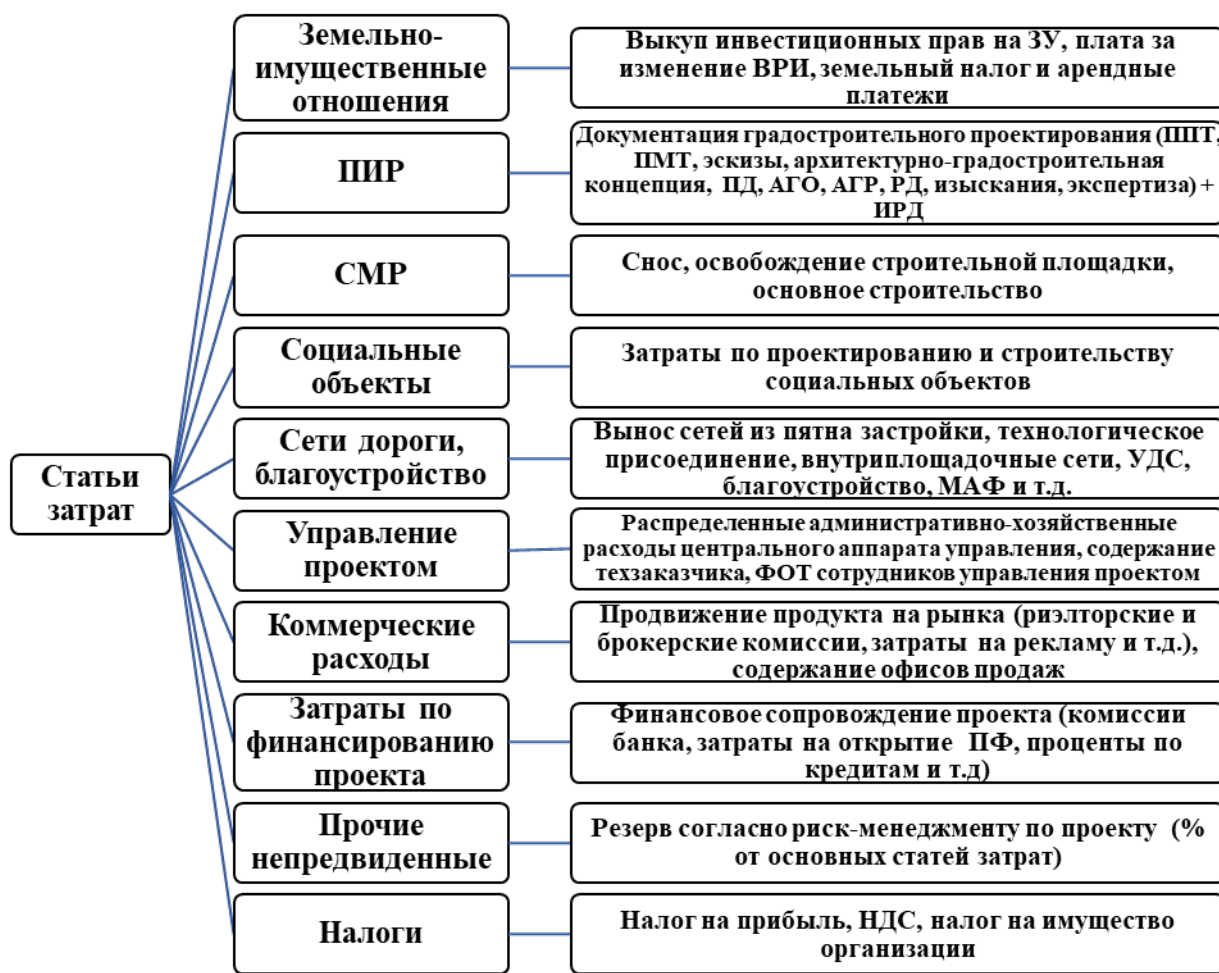 Статьи
затрат
Земельно-
имущественные
отношения
Выкуп инвестиционных прав на ЗУ, плата за
изменение ВРИ, земельный налог и арендные
платежи
ПИР
Документация градостроительного проектирования (ППТ,
ПМТ, эскизы, архитектурно-градостроительная
концепция, ПД, АГО, АГР, РД, изыскания, экспертиза) +
ИРД
СМР
Снос, освобождение строительной площадки,
основное строительство
Социальные
объекты
Затраты по проектированию и строительству
социальных объектов
Сети дороги,
благоустройство
Вынос сетей из пятна застройки, технологическое
присоединение, внутриплощадочные сети, УДС,
благоустройство, МАФ и т.д.
Управление
проектом
Распределенные административно-хозяйственные
расходы центрального аппарата управления, содержание
техзаказчика, ФОТ сотрудников управления проектом
Коммерческие
расходы
Продвижение продукта на рынка (риэлторские и
брокерские комиссии, затраты на рекламу и т.д.),
содержание офисов продаж
Затраты по
финансированию
проекта
Финансовое сопровождение проекта (комиссии
банка, затраты на открытие ПФ, проценты по
кредитам и т.д)
Прочие
непредвиденные
Резерв согласно риск-менеджменту по проекту (%
от основных статей затрат)
Налоги
Налог на прибыль, НДС, налог на имущество
организации